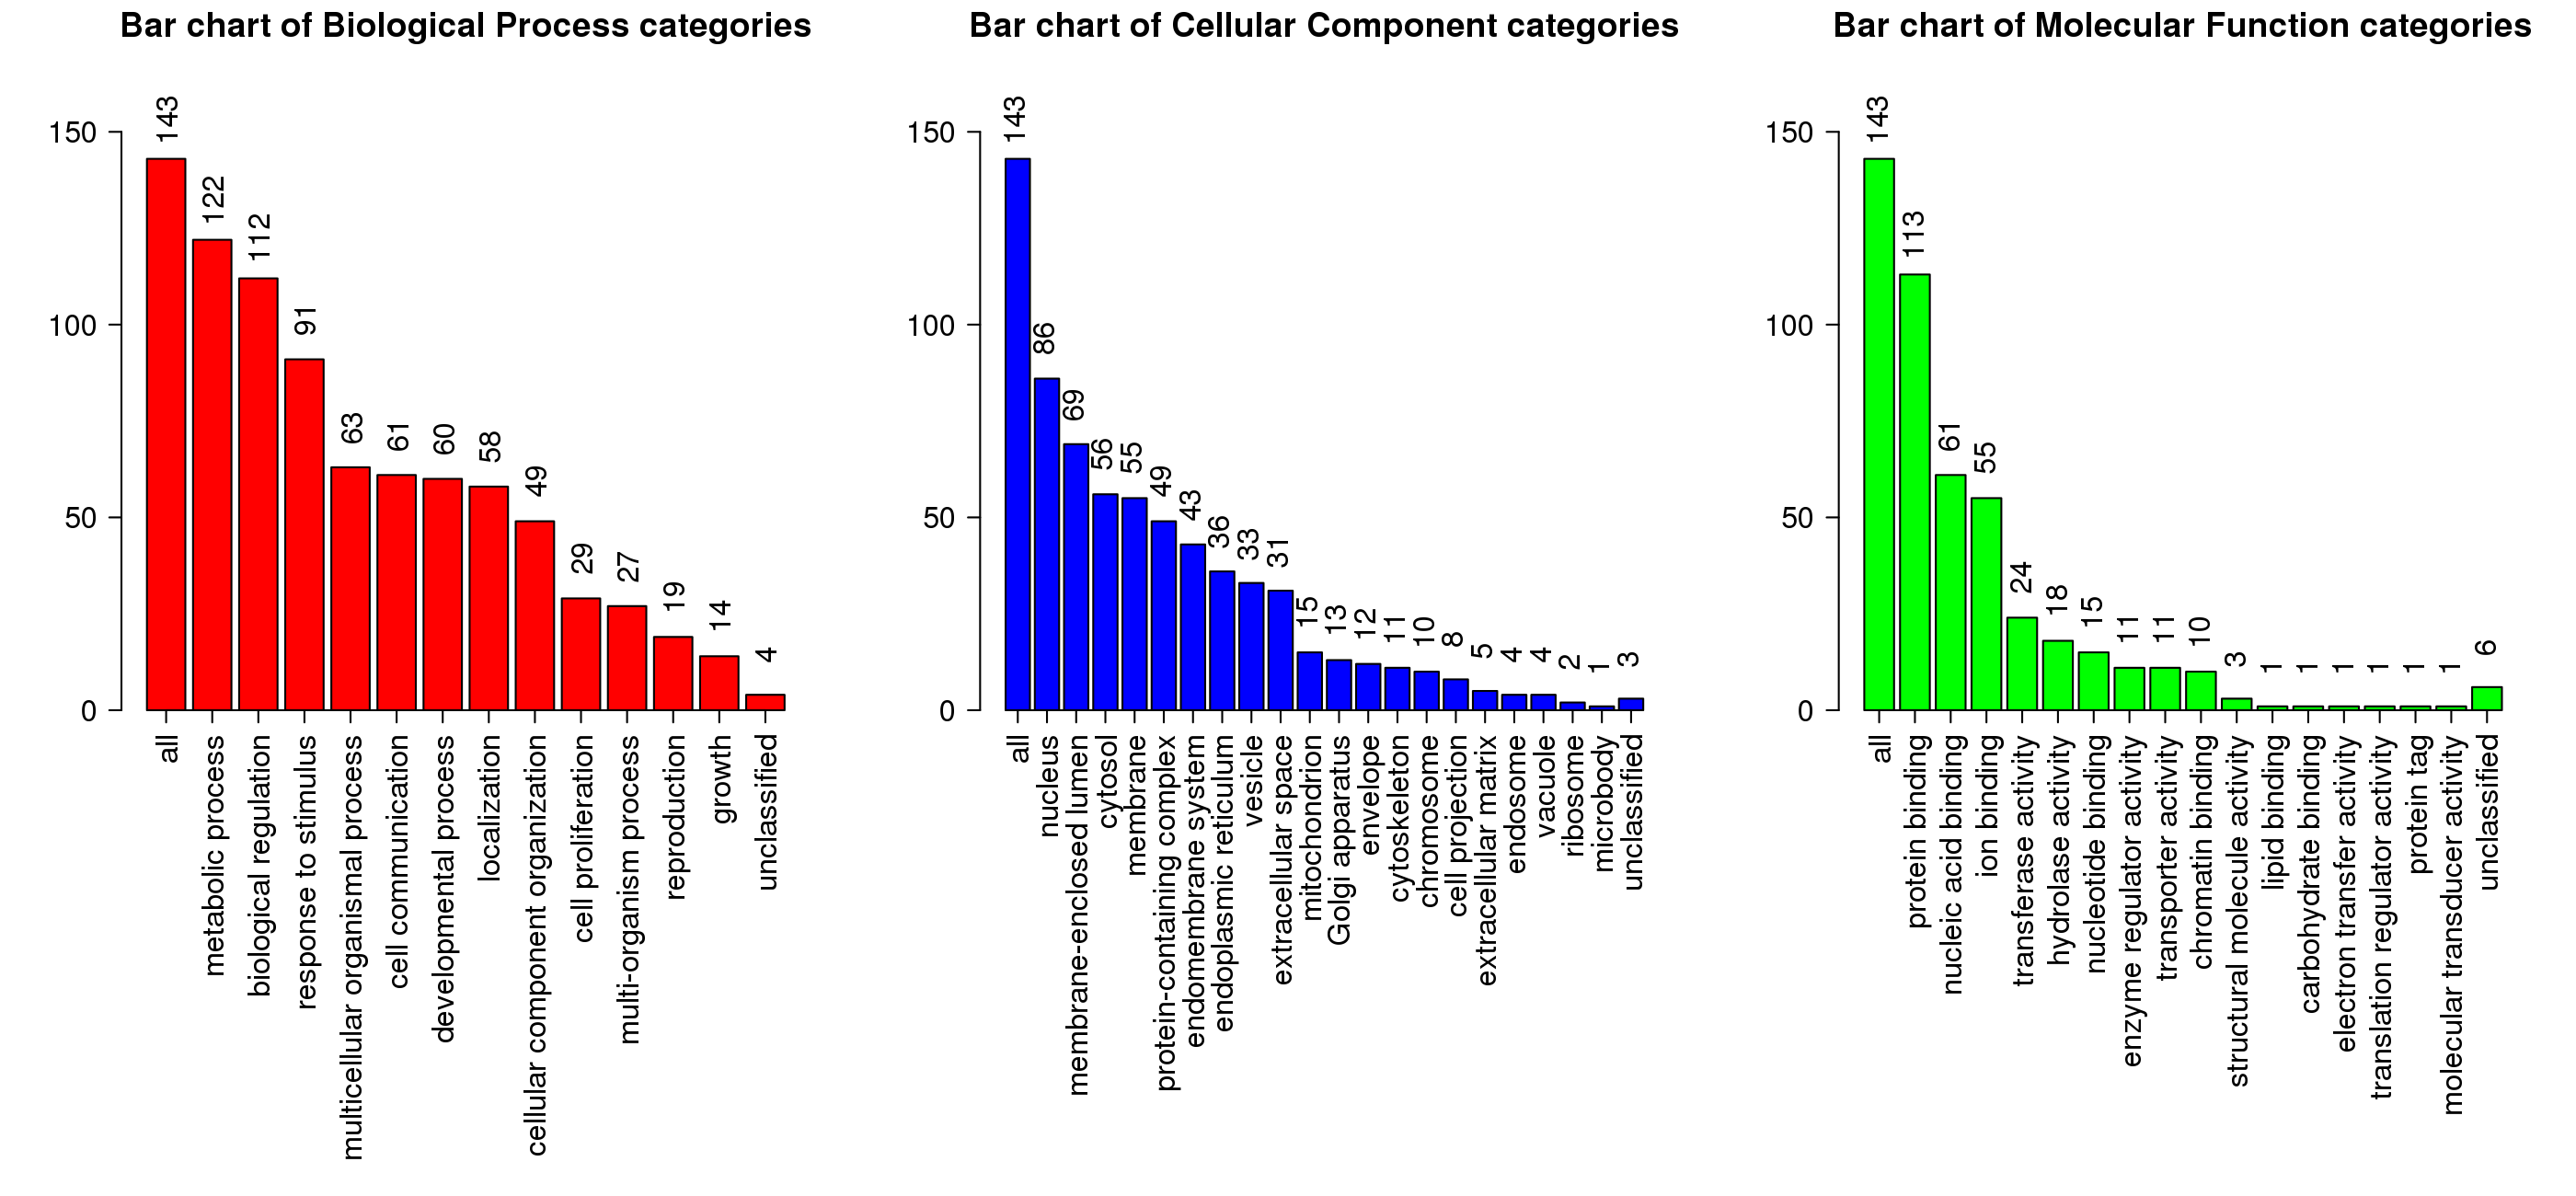 Bar chart of Biological Process categories
150
100
50
0
143
122
112
91
63
61
60
58
49
29
27
19
14
4
all
metabolic process
biological regulation
response to stimulus
multicellular organismal process
cell communication
developmental process
localization
cellular component organization
cell proliferation
multi-organism process
reproduction
growth
unclassified
Bar chart of Cellular Component categories
150
100
50
0
143
86
69
56
55
49
43
36
33
31
15
13
12
11
10
8
5
4
4
2
1
3
all
nucleus
membrane-enclosed lumen
cytosol
membrane
protein-containing complex
endomembrane system
endoplasmic reticulum
vesicle
extracellular space
mitochondrion
Golgi apparatus
envelope
cytoskeleton
chromosome
cell projection
extracellular matrix
endosome
vacuole
ribosome
microbody
unclassified
Bar chart of Molecular Function categories
150
100
50
0
143
113
61
55
24
18
15
11
11
10
3
1
1
1
1
1
1
6
all
protein binding
nucleic acid binding
ion binding
transferase activity
hydrolase activity
nucleotide binding
enzyme regulator activity
transporter activity
chromatin binding
structural molecule activity
lipid binding
carbohydrate binding
electron transfer activity
translation regulator activity
protein tag
molecular transducer activity
unclassified